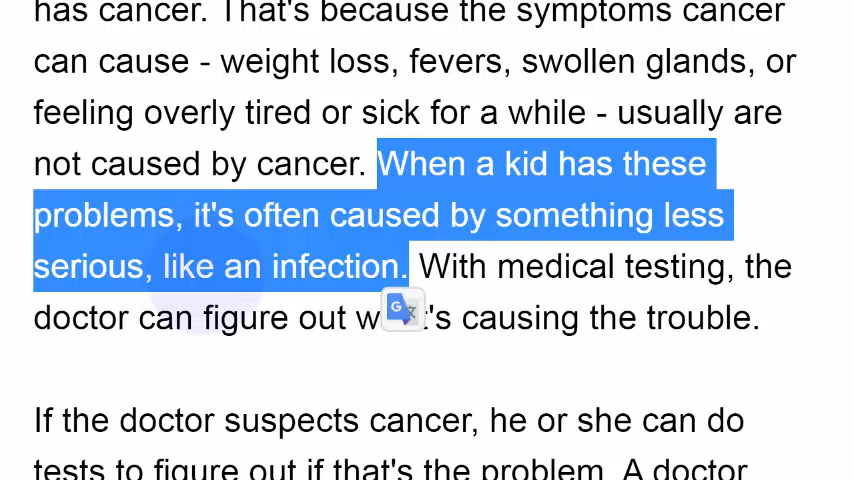 has cancer. That's because the symptoms cancer
can cause - weight loss, fevers, swollen glands, or
feeling overly tired or sick for a while - usually are
not caused by cancer. When a kid has these
problems, it's often caused by something less
serious, like an infection. With medical testing, the
doctor can figure out w t's causing the trouble.
If the doctor suspects cancer, he or she can do
tests to figure out if that's the problem. A doctor